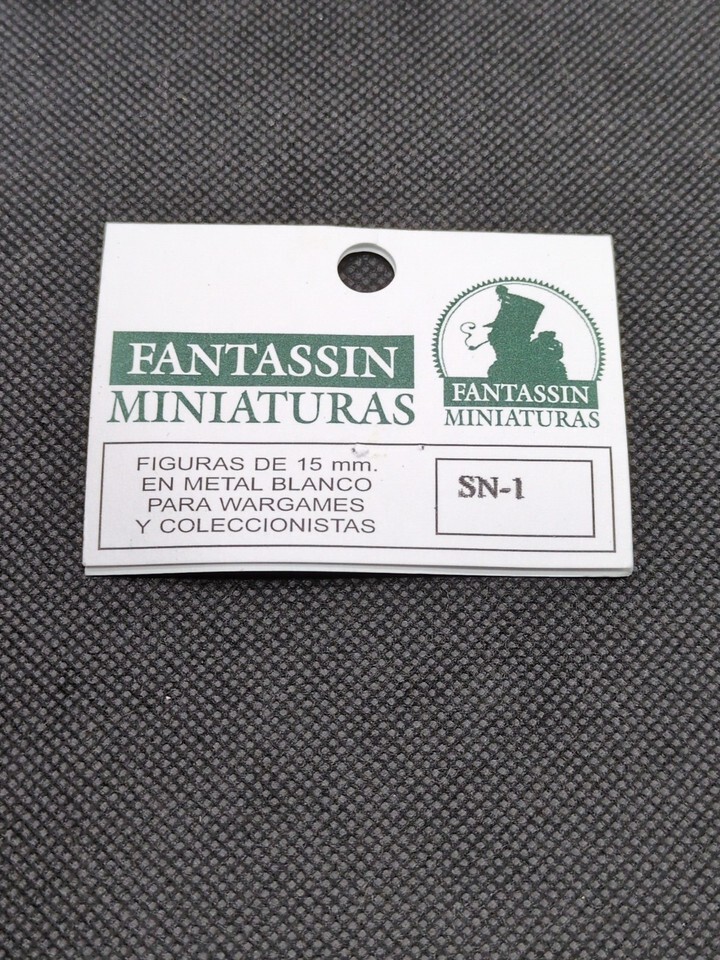 FANTASSIN
MINIATURAS
FANTASSIN
MINIATURAS
FIGURAS DE 15 mm.
EN METAL BLANCO
PARA WARGAMES
Y COLECCIONISTAS
SN-1